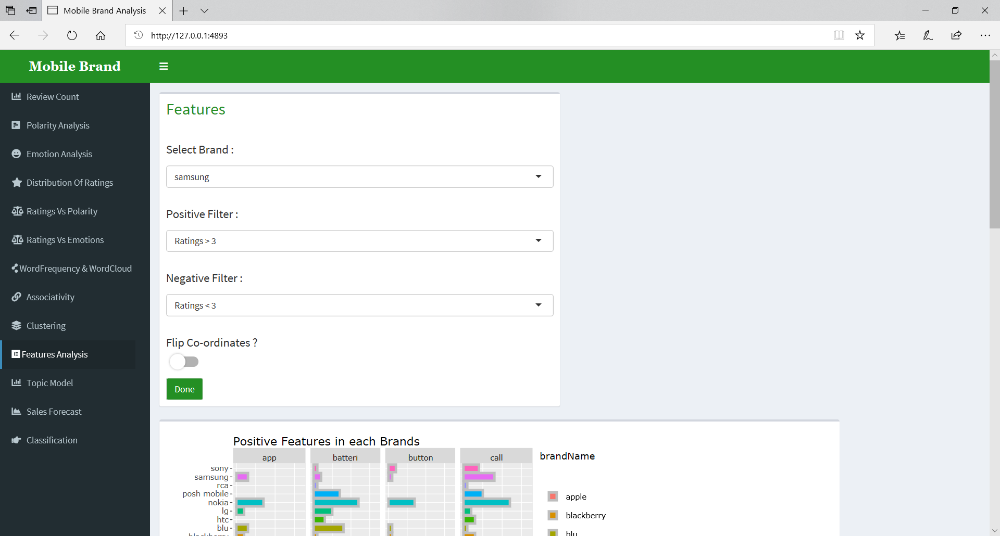 Mobile Brand Analysis
http://127.0.0.1:4893
Mobile Brand
Review Count
Polarity Analysis
Emotion Analysis
Distribution Of Ratings
Ratings Vs Polarity
Ratings Vs Emotions
WordFrequency & WordCloud
Associativity
Clustering
Features Analysis
Topic Model
Sales Forecast
Classification
Features
Select Brand :
samsung
Positive Filter :
Ratings > 3
Negative Filter :
Ratings < 3
Flip Co-ordinates ?
Done
Positive Features in each Brands
app batteri button call
sony
samsung
rca
posh mobile
nokia
lg
htc
blu
blackberry
brandName
apple
blackberry
blu